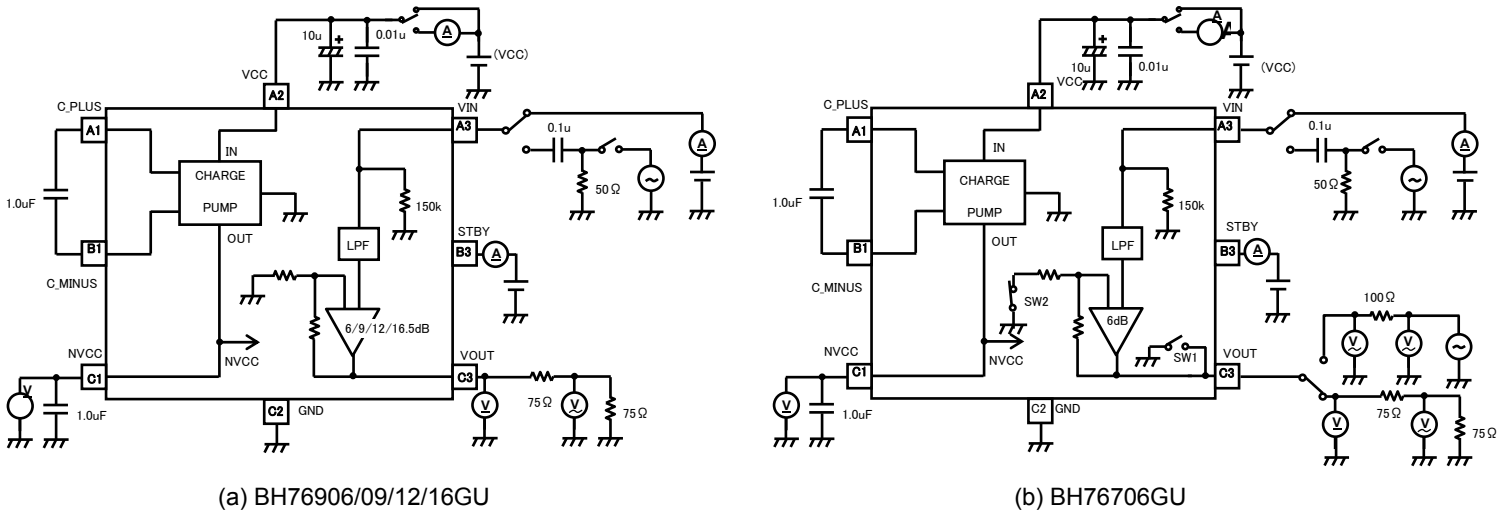 A
10u
+
0.01u
(VCC)
VCC
A2
C_PLUS
VIN
A1
A3
0.1u
A
IN
CHARGE
PUMP
50Ω
~
1.0uF
150k
OUT
LPF
STBY
B1
B3
A
C_MINUS
6/9/12/16.5dB
NVCC
NVCC
VOUT
C1
C3
V
1.0uF
C2
GND
V
75Ω
V
75Ω
(a) BH76906/09/12/16GU
A
10u
+
0.01u
(VCC)
VCC
A2
C_PLUS
VIN
A1
A3
0.1u
A
IN
CHARGE
PUMP
50Ω
~
1.0uF
150k
OUT
LPF
STBY
B1
B3
A
C_MINUS
SW2
6dB
100Ω
V
V
~
NVCC
NVCC
SW1
VOUT
C1
C3
V
1.0uF
C2
GND
V
75Ω
V
75Ω
(b) BH76706GU